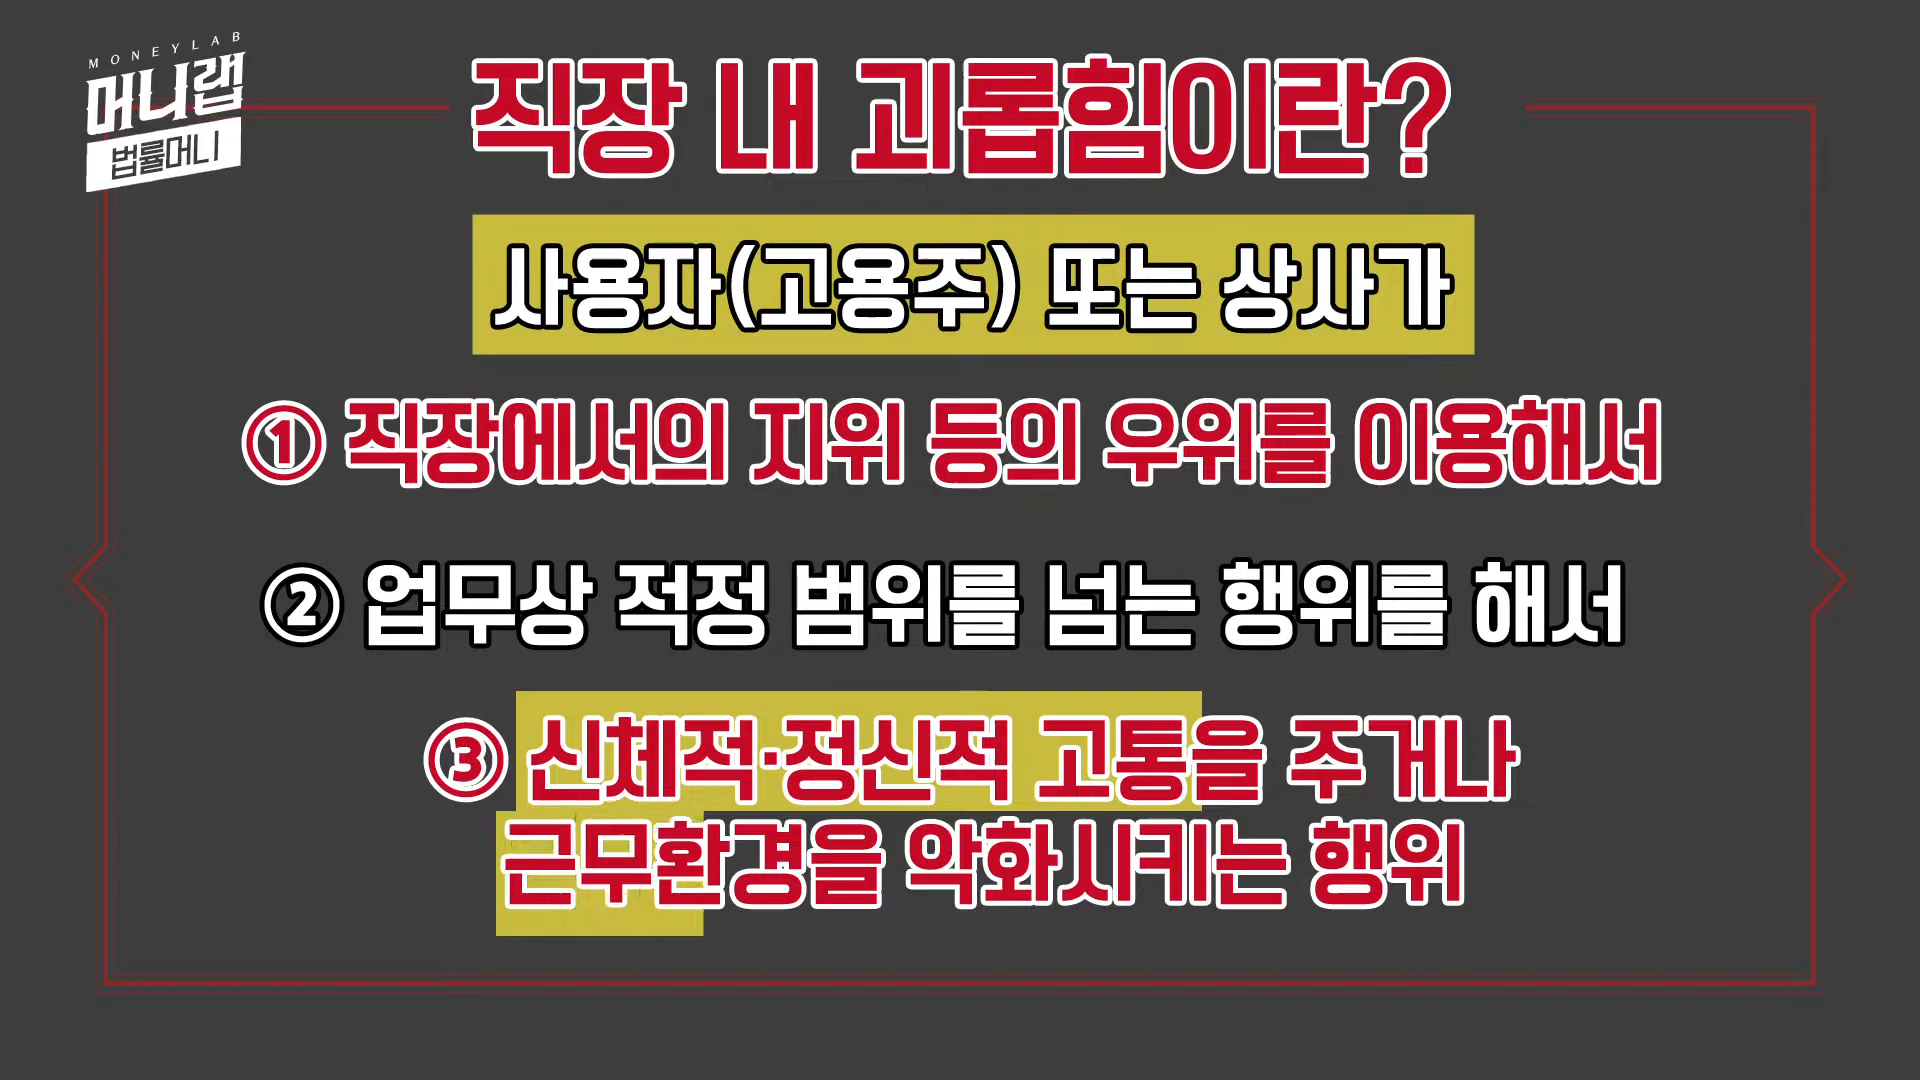 MONEYLAB
머니랩
법률머니
직장 내 괴롭힘이란?
사용자(고용주) 또는 상사가
① 직장에서의 지위 등의 우위를 이용해서
② 업무상 적정 범위를 넘는 행위를 해서
③ 신체적·정신적 고통을 주거나
근무환경을 악화시키는 행위